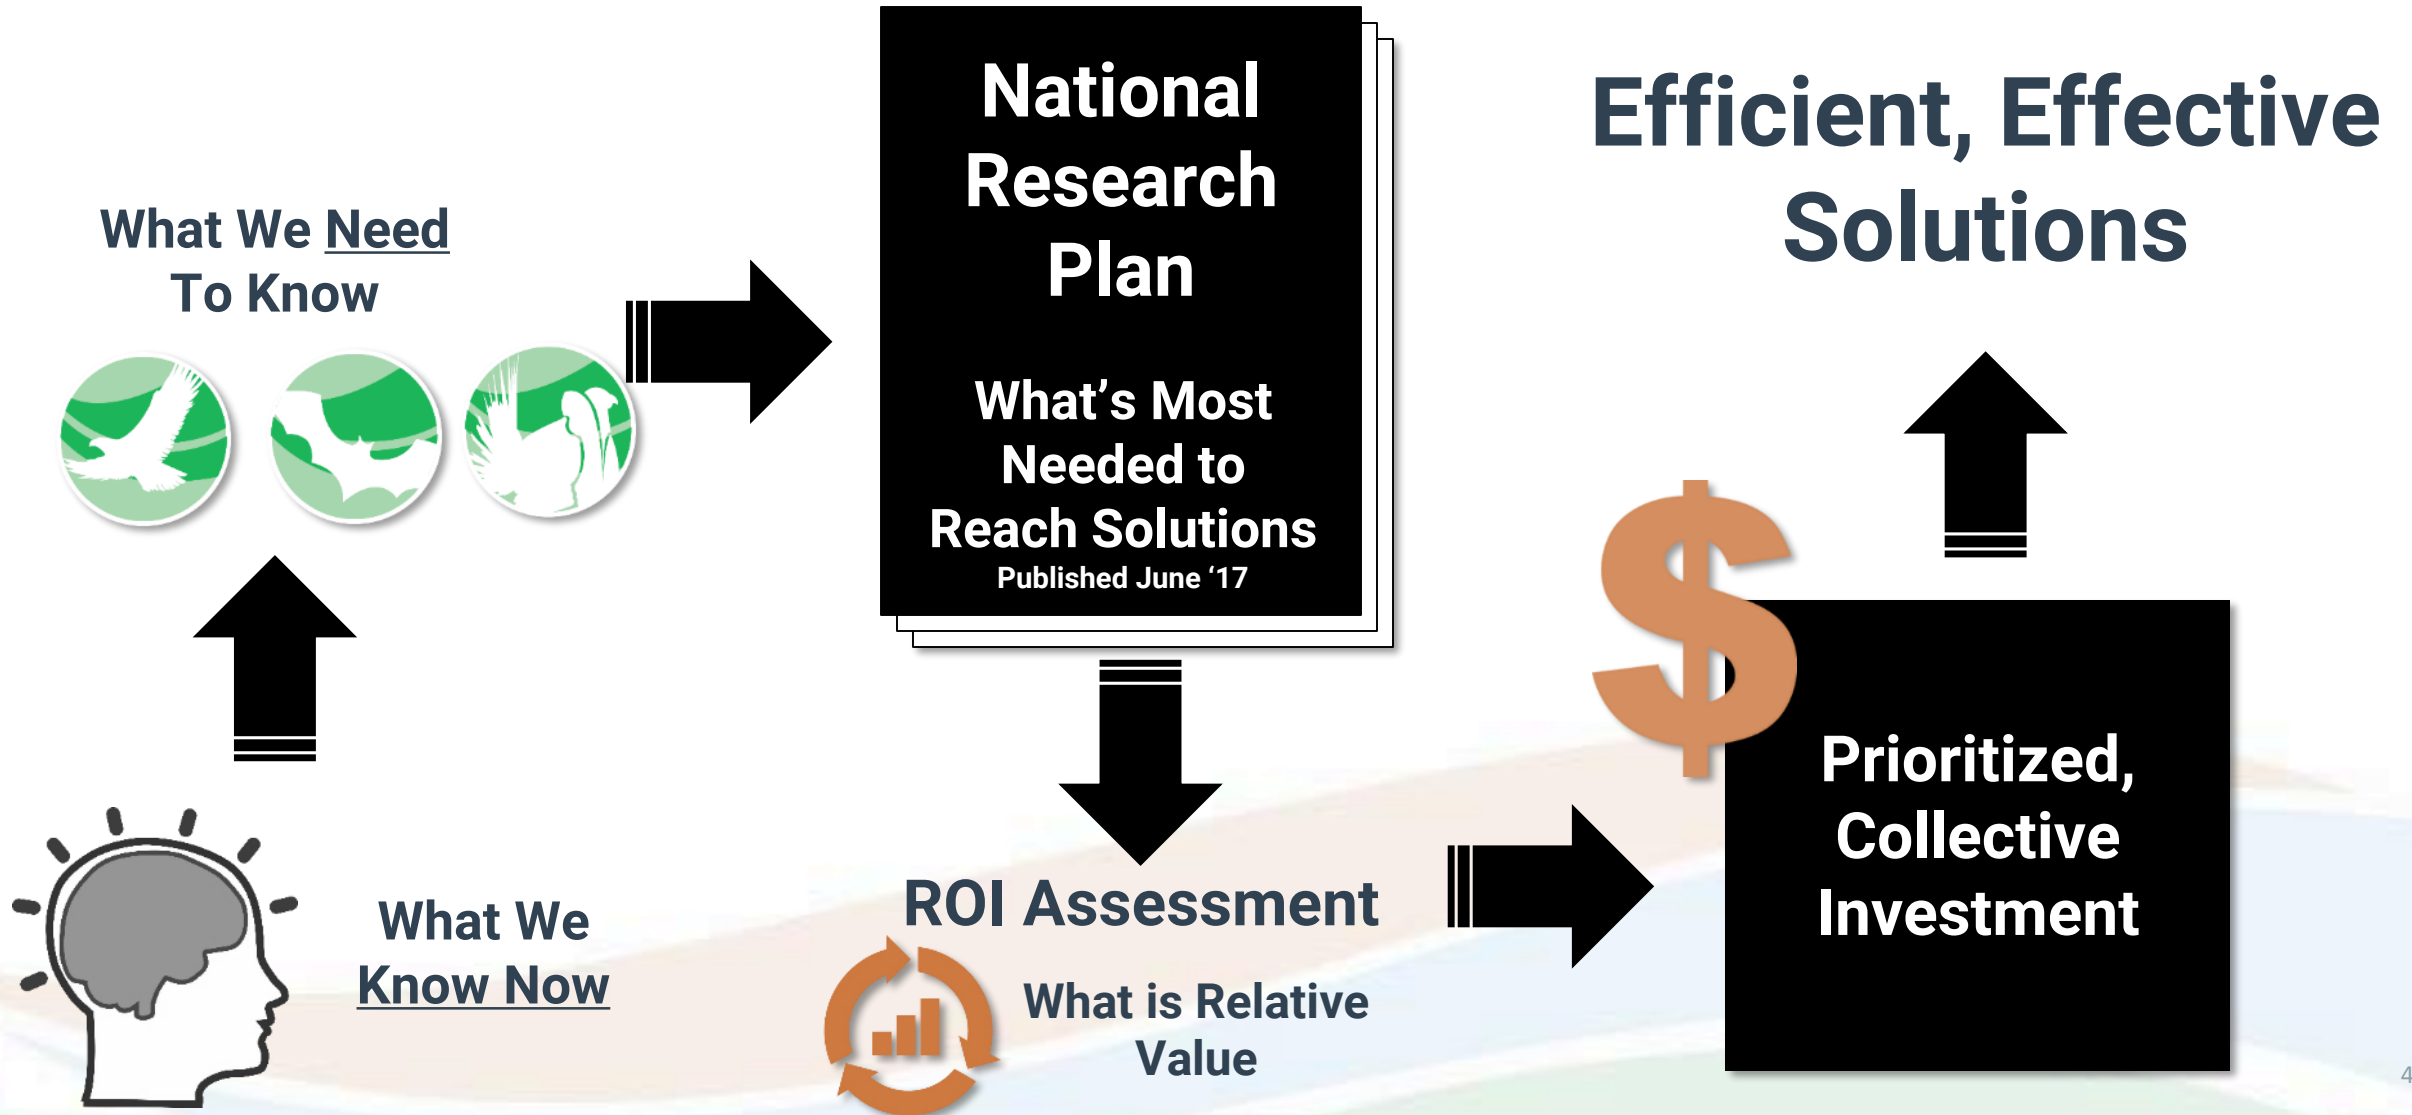 What We Need
To Know
National
Research
Plan
What’s Most
Needed to
Reach Solutions
Published June ‘17
Efficient, Effective
Solutions
What We
Know Now
ROI Assessment
What is Relative
Value
Prioritized,
Collective
Investment
$
4